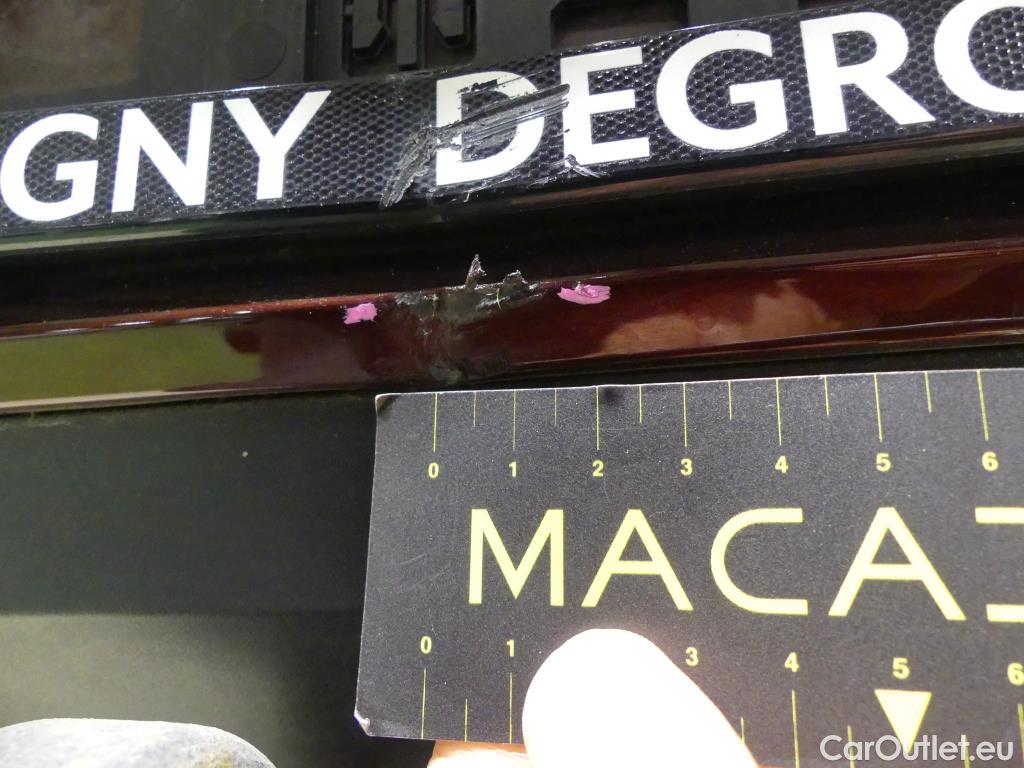 GNY DEGRO
0 1 2 3 4 5 6
MACA
0 1 3 4 5 6
CarOutlet.eu